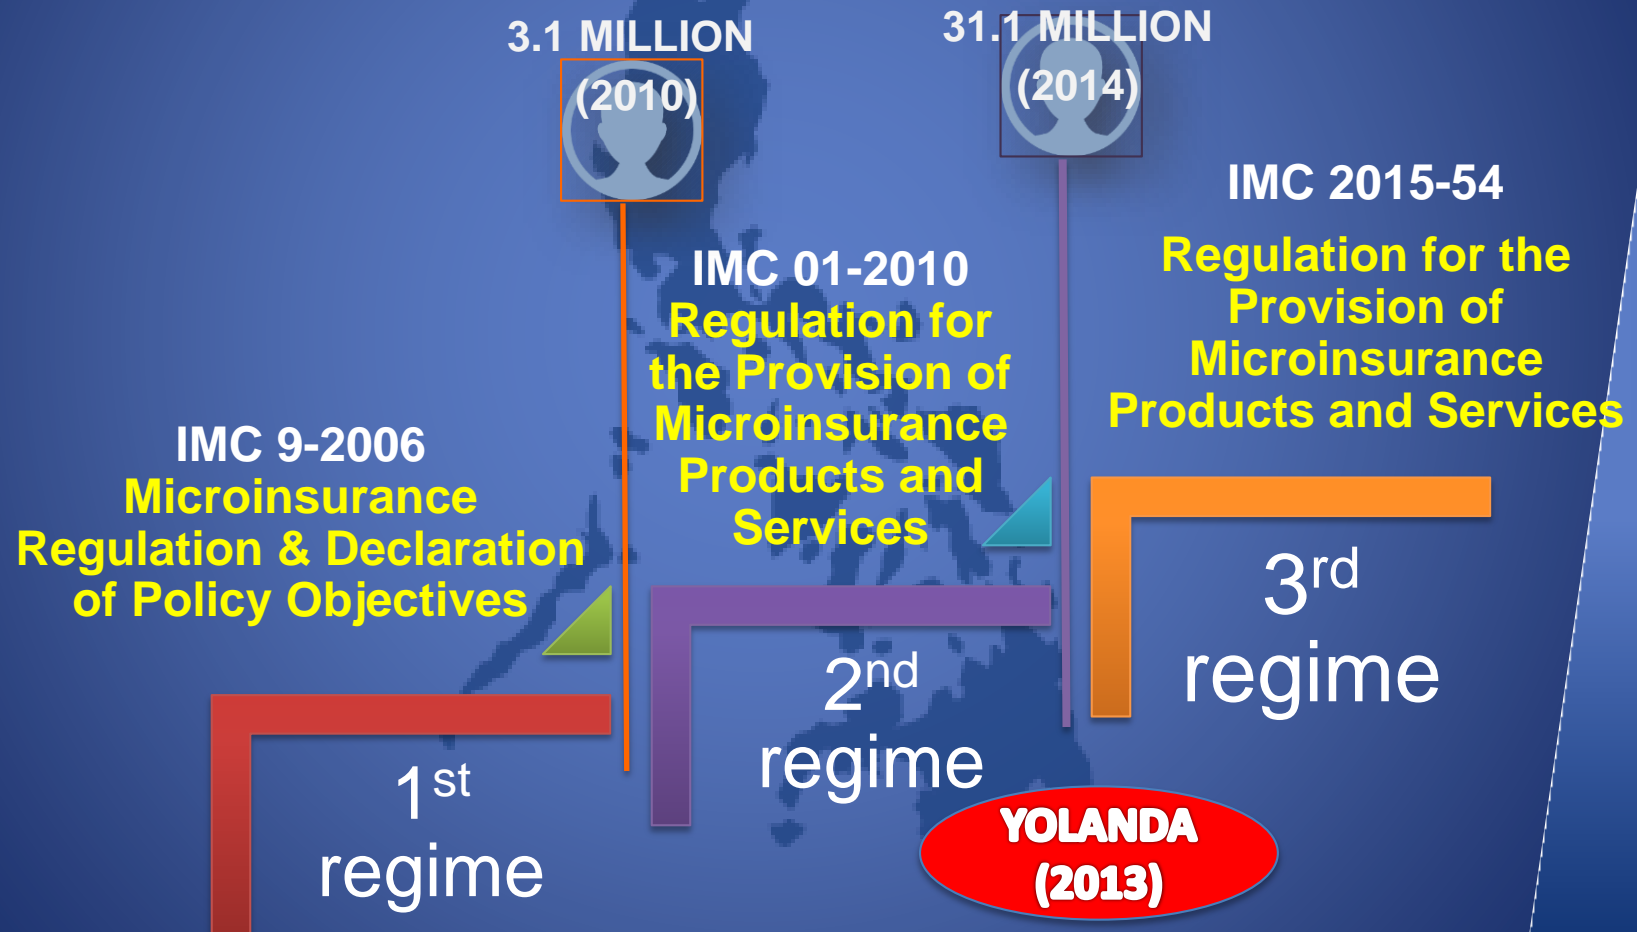 3.1 MILLION
(2010)
31.1 MILLION
(2014)
IMC 9-2006
Microinsurance
Regulation & Declaration
of Policy Objectives
1st
regime
IMC 01-2010
Regulation for
the Provision of
Microinsurance
Products and
Services
2nd
regime
IMC 2015-54
Regulation for the
Provision of
Microinsurance
Products and Services
3rd
regime
YOLANDA
(2013)